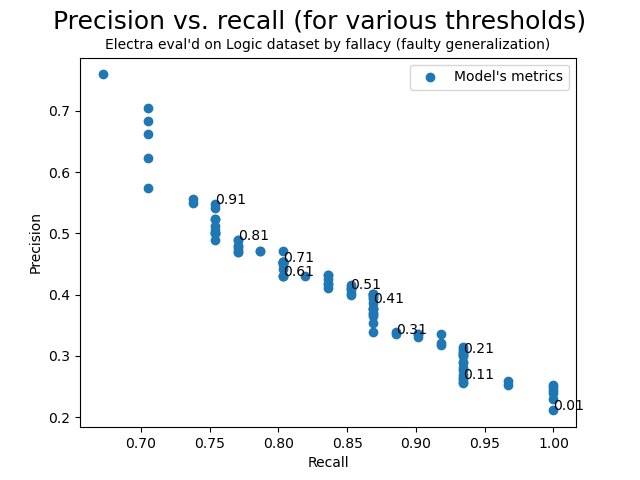 Precision vs. recall (for various thresholds)
Electra eval'd on Logic dataset by fallacy (faulty generalization)
Model's metrics
Precision
0.7
0.6
0.5
0.4
0.3
0.2
0.91
0.81
0.71
0.61
0.51
0.41
0.31
0.21
0.11
0.01
0.70 0.75 0.80 0.85 0.90 0.95 1.00
Recall